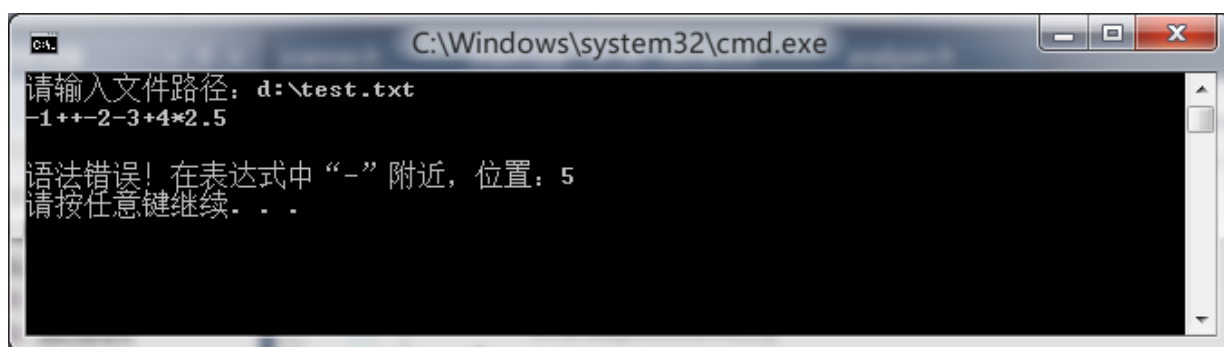 C:\Windows\system32\cmd.exe
请输入文件路径：d:\test.txt
-1++-2-3+4*2.5
语法错误！在表达式中“-”附近，位置：5
请按任意键继续. . .